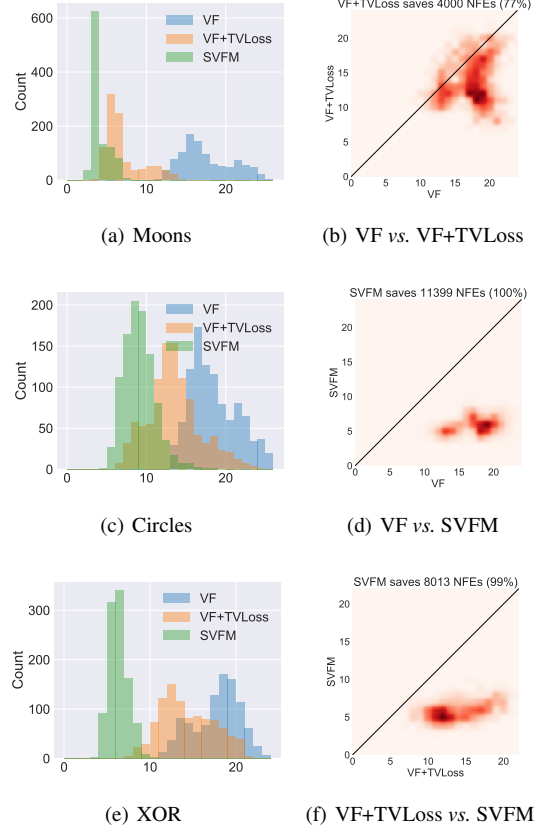 VF+TVLoss saves 4000 NFEs (77%)
600
400
200
0
Count
0
10
20
VF
VF+TVLoss
SVFM
20
15
10
5
0
VF+TVLoss
0
5
10
15
20
VF
(a) Moons
(b) VF vs. VF+TVLoss
200
150
100
50
0
Count
0
10
20
VF
VF+TVLoss
SVFM
SVFM saves 11399 NFEs (100%)
20
15
10
5
0
SVFM
0
5
10
15
20
VF
(c) Circles
(d) VF vs. SVFM
300
200
100
0
Count
0
10
20
VF
VF+TVLoss
SVFM
SVFM saves 8013 NFEs (99%)
20
15
10
5
0
SVFM
0
5
10
15
20
VF+TVLoss
(e) XOR
(f) VF+TVLoss vs. SVFM